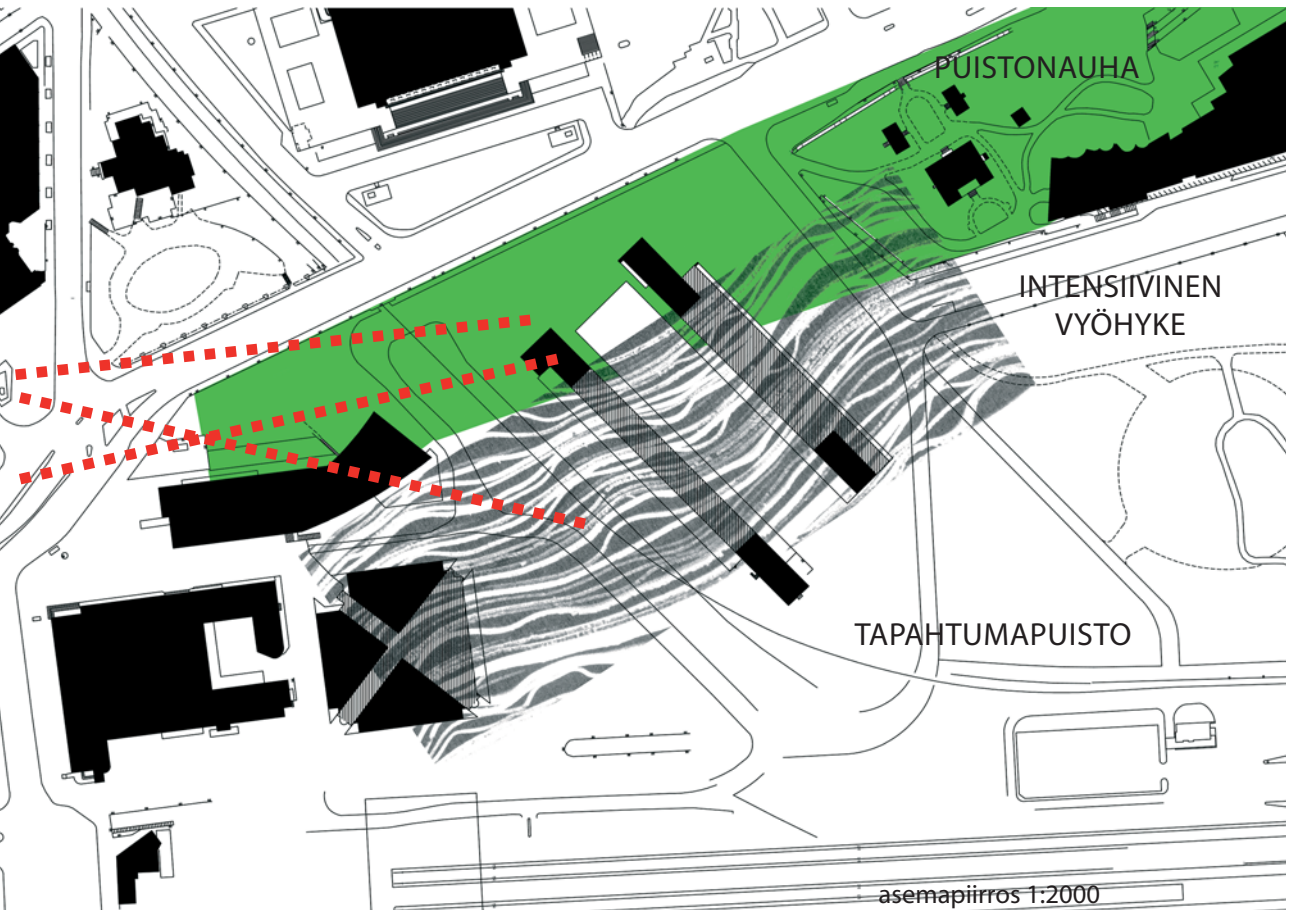 PUISTONAUHA
INTENSIIVINEN
VYÖHYKE
TAPAHTUMAPUISTO
asemapiirros 1:2000